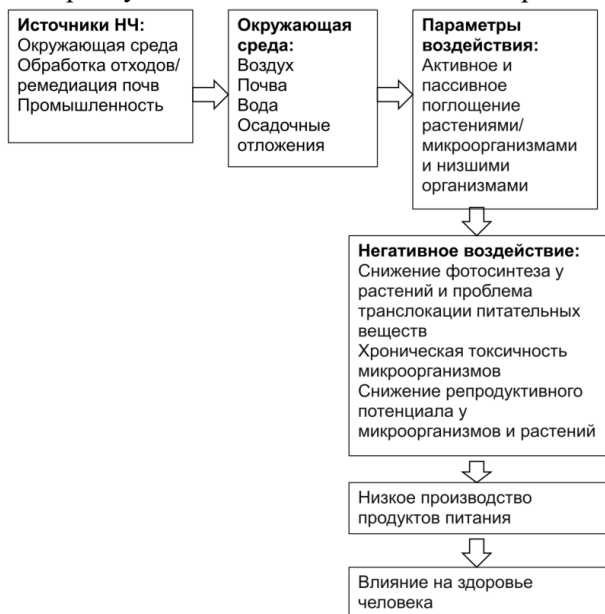 Источники НЧ:
Окружающая среда
Обработка отходов/
ремедиация почв
Промышленность
Окружающая
среда:
Воздух
Почва
Вода
Осадочные
отложения
Параметры
воздействия:
Активное и
пассивное
поглощение
растениями/
микроорганизмами
и низшими
организмами
Негативное воздействие:
Снижение фотосинтеза у
растений и проблема
транслокации питательных
веществ
Хроническая токсичность
микроорганизмов
Снижение репродуктивного
потенциала у
микроорганизмов и растений
Низкое производство
продуктов питания
Влияние на здоровье
человека